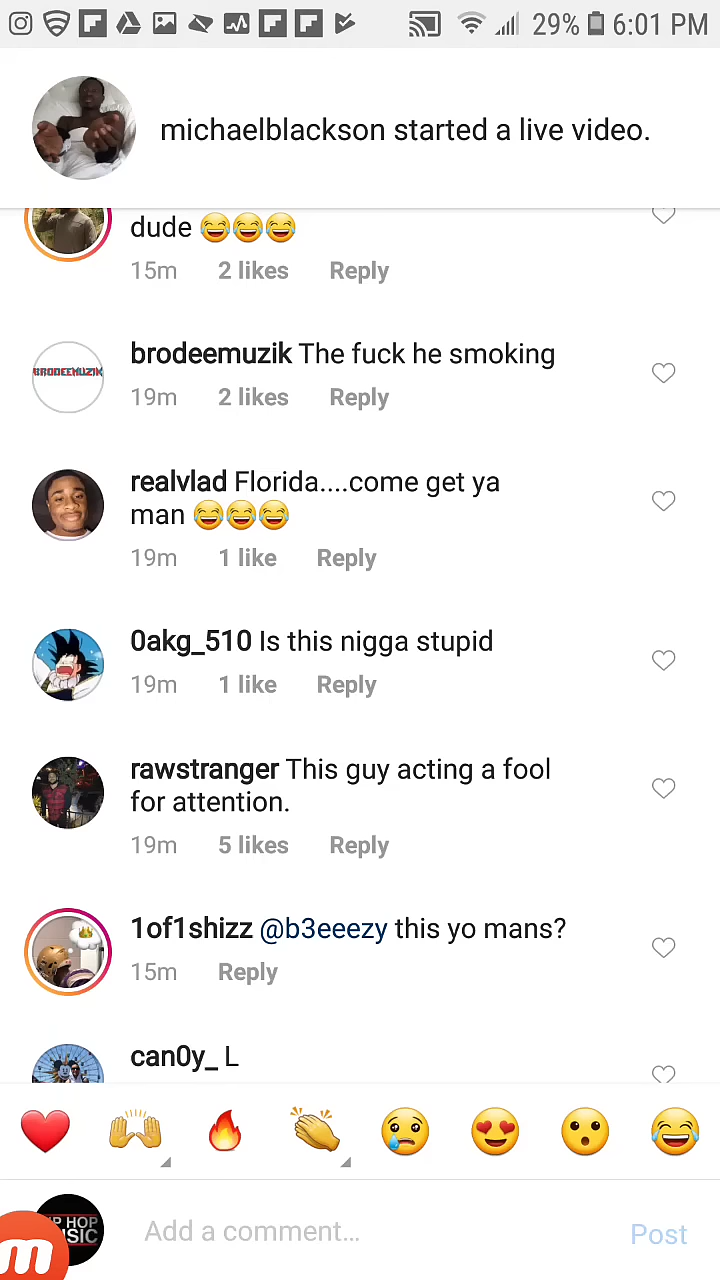 29% 6:01 PM
michaelblackson started a live video.
dude 😂😂😂
15m 2 likes Reply
BRODEEMUZIK
brodeemuzik The fuck he smoking
19m 2 likes Reply
realvlad Florida....come get ya
man 😂😂😂
19m 1 like Reply
0akg_510 Is this nigga stupid
19m 1 like Reply
rawstranger This guy acting a fool
for attention.
19m 5 likes Reply
1of1shizz @b3eeezy this yo mans?
15m Reply
can0y_ L
Add a comment... Post